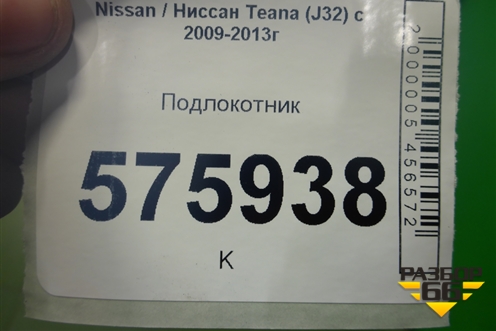 Nissan / Ниссан Teana (J32) с
2009-2013г
Подлокотник
575938
К
2000005456572
РАЗБОР
66